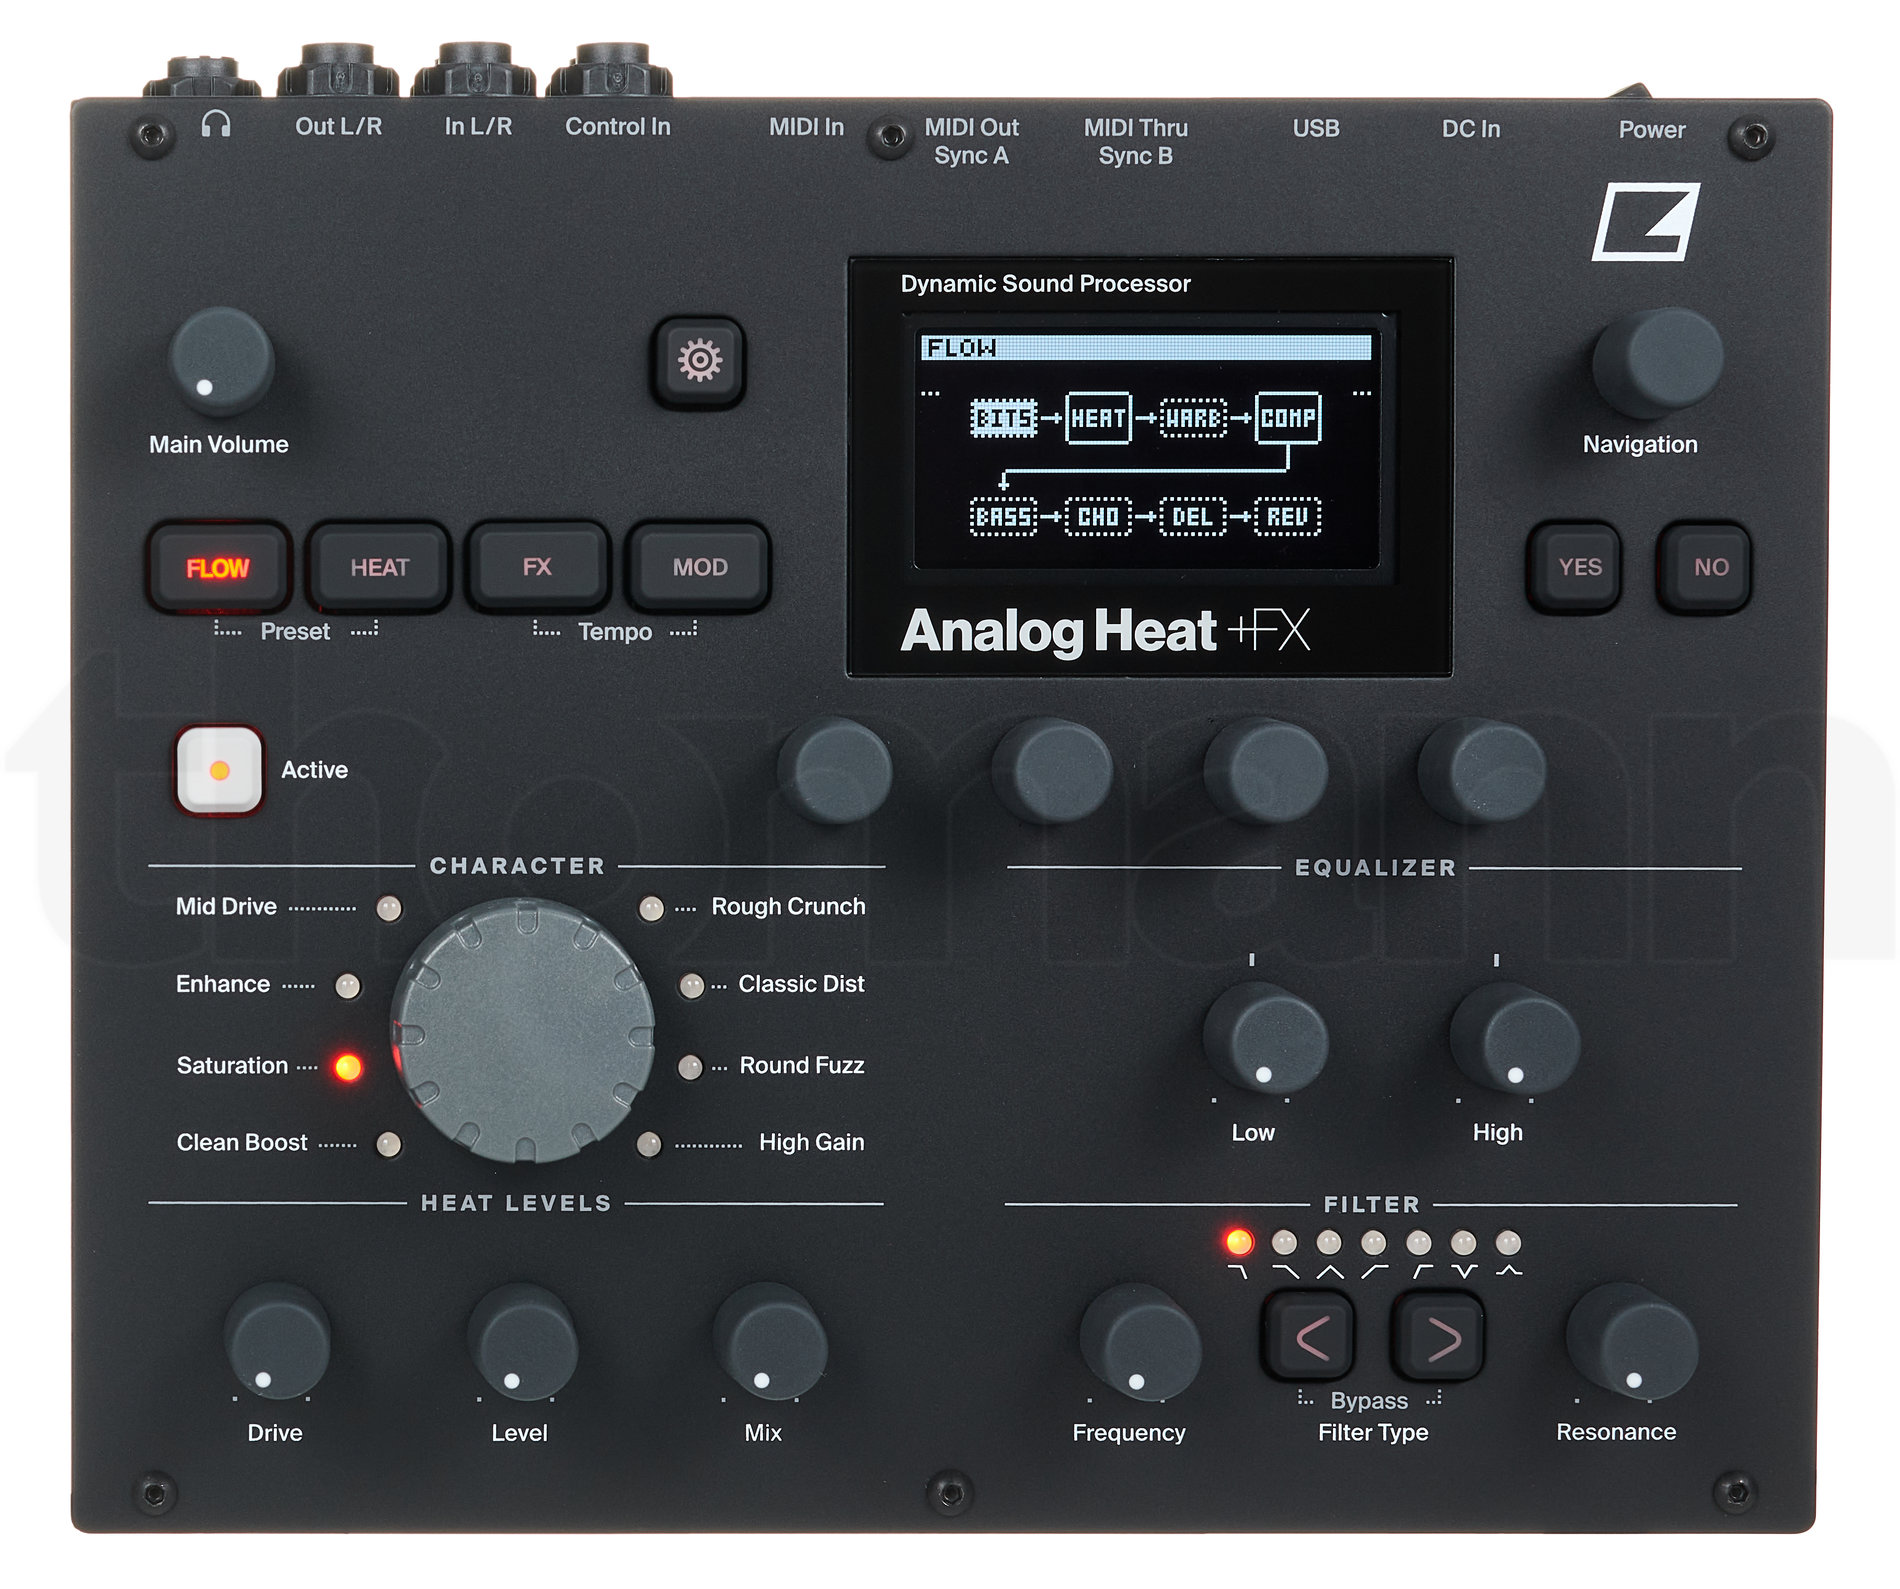 Out L/R In L/R Control In MIDI In MIDI Out MIDI Thru USB DC In Power
Sync A Sync B
Dynamic Sound Processor
FLOW
BITS HEAT WARB COMP
BASS CHO DEL REV
Analog Heat +FX
Main Volume
Navigation
FLOW HEAT FX MOD
Preset Tempo
YES NO
Active
thomann
CHARACTER
Mid Drive Rough Crunch
Enhance Classic Dist
Saturation Round Fuzz
Clean Boost High Gain
EQUALIZER
Low High
HEAT LEVELS
Drive Level Mix
FILTER
< >
Bypass
Frequency Filter Type Resonance